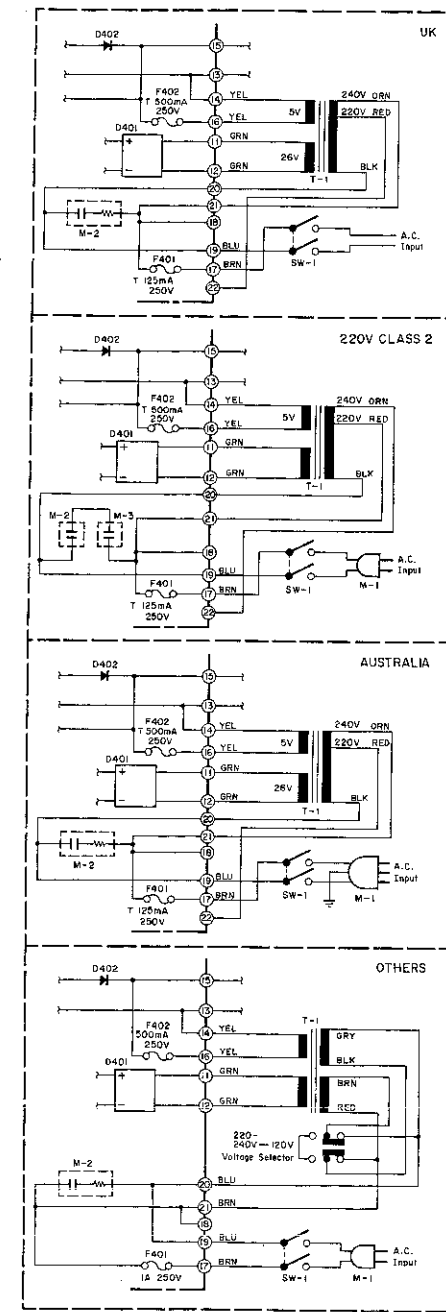 UK
D402
15
13
F402
T 500mA
250V
14 YEL
16 YEL
5V
240V ORN
220V RED
D401
+
−
11 GRN
12 GRN
26V
BLK
T-1
20
21
18
M-2
19 BLU
17 BRN
22
F401
T 125mA
250V
SW-1
A.C.
Input
220V CLASS 2
D402
15
13
F402
T 500mA
250V
14 YEL
16 YEL
5V
240V ORN
220V RED
D401
+
−
11 GRN
12 GRN
BLK
T-1
20
21
18
M-2
M-3
19 BLU
17 BRN
22
F401
T 125mA
250V
SW-1
M-1
A.C.
Input
AUSTRALIA
D402
15
13
F402
T 500mA
250V
14 YEL
16 YEL
5V
240V ORN
220V RED
D401
+
−
11 GRN
12 GRN
26V
BLK
T-1
20
21
18
M-2
19 BLU
17 BRN
22
F401
T 125mA
250V
SW-1
M-1
A.C.
Input
OTHERS
D402
15
13
F402
500mA
250V
14 YEL
16 YEL
T-1
GRY
BLK
D401
+
−
11 GRN
12 GRN
BRN
RED
220-
240V — 120V
Voltage Selector
M-2
20 BLU
21 BRN
18
19 BLU
17 BRN
F401
1A 250V
SW-1
M-1
A.C.
Input